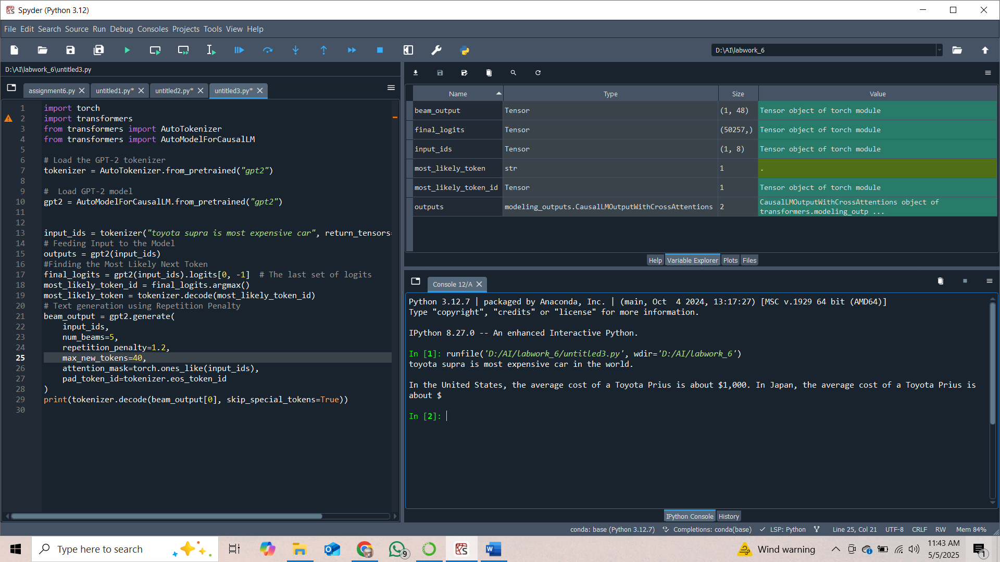 Spyder (Python 3.12)
File Edit Search Source Run Debug Consoles Projects Tools View Help
D:\AI\labwork_6
D:\AI\labwork_6\untitled3.py
assignment6.py
untitled1.py*
untitled2.py*
untitled3.py*
1 import torch
2 import transformers
3 from transformers import AutoTokenizer
4 from transformers import AutoModelForCausalLM
5
6 # Load the GPT-2 tokenizer
7 tokenizer = AutoTokenizer.from_pretrained("gpt2")
8
9 #  Load GPT-2 model
10 gpt2 = AutoModelForCausalLM.from_pretrained("gpt2")
11
12
13 input_ids = tokenizer("toyota supra is most expensive car", return_tensors=
14 # Feeding Input to the Model
15 outputs = gpt2(input_ids)
16 #Finding the Most Likely Next Token
17 final_logits = gpt2(input_ids).logits[0, -1]  # The last set of logits
18 most_likely_token_id = final_logits.argmax()
19 most_likely_token = tokenizer.decode(most_likely_token_id)
20 # Text generation using Repetition Penalty
21 beam_output = gpt2.generate(
22     input_ids,
23     num_beams=5,
24     repetition_penalty=1.2,
25     max_new_tokens=40,
26     attention_mask=torch.ones_like(input_ids),
27     pad_token_id=tokenizer.eos_token_id
28 )
29 print(tokenizer.decode(beam_output[0], skip_special_tokens=True))
30
Name Type Size Value
beam_output Tensor (1, 48) Tensor object of torch module
final_logits Tensor (50257,) Tensor object of torch module
input_ids Tensor (1, 8) Tensor object of torch module
most_likely_token str 1 .
most_likely_token_id Tensor 1 Tensor object of torch module
outputs modeling_outputs.CausalLMOutputWithCrossAttentions 2 CausalLMOutputWithCrossAttentions object of
transformers.modeling_outp ...
Help Variable Explorer Plots Files
Console 12/A
Python 3.12.7 | packaged by Anaconda, Inc. | (main, Oct  4 2024, 13:17:27) [MSC v.1929 64 bit (AMD64)]
Type "copyright", "credits" or "license" for more information.
IPython 8.27.0 -- An enhanced Interactive Python.
In [1]: runfile('D:/AI/labwork_6/untitled3.py', wdir='D:/AI/labwork_6')
toyota supra is most expensive car in the world.
In the United States, the average cost of a Toyota Prius is about $1,000. In Japan, the average cost of a Toyota Prius is
about $
In [2]:
IPython Console History
conda: base (Python 3.12.7) Completions: conda(base) LSP: Python Line 25, Col 21 UTF-8 CRLF RW Mem 84%
Type here to search
9
W
Wind warning
11:43 AM
5/5/2025
1